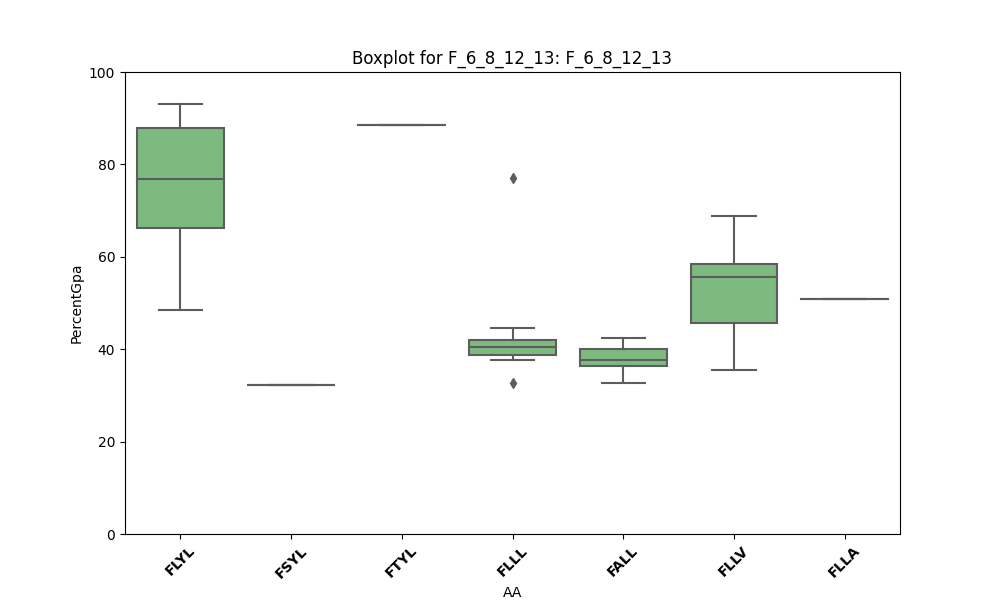 Boxplot for F_6_8_12_13: F_6_8_12_13
100
80
60
40
20
0
PercentGpa
FLYL
FSYL
FTYL
FLLL
FALL
FLLV
FLLA
AA